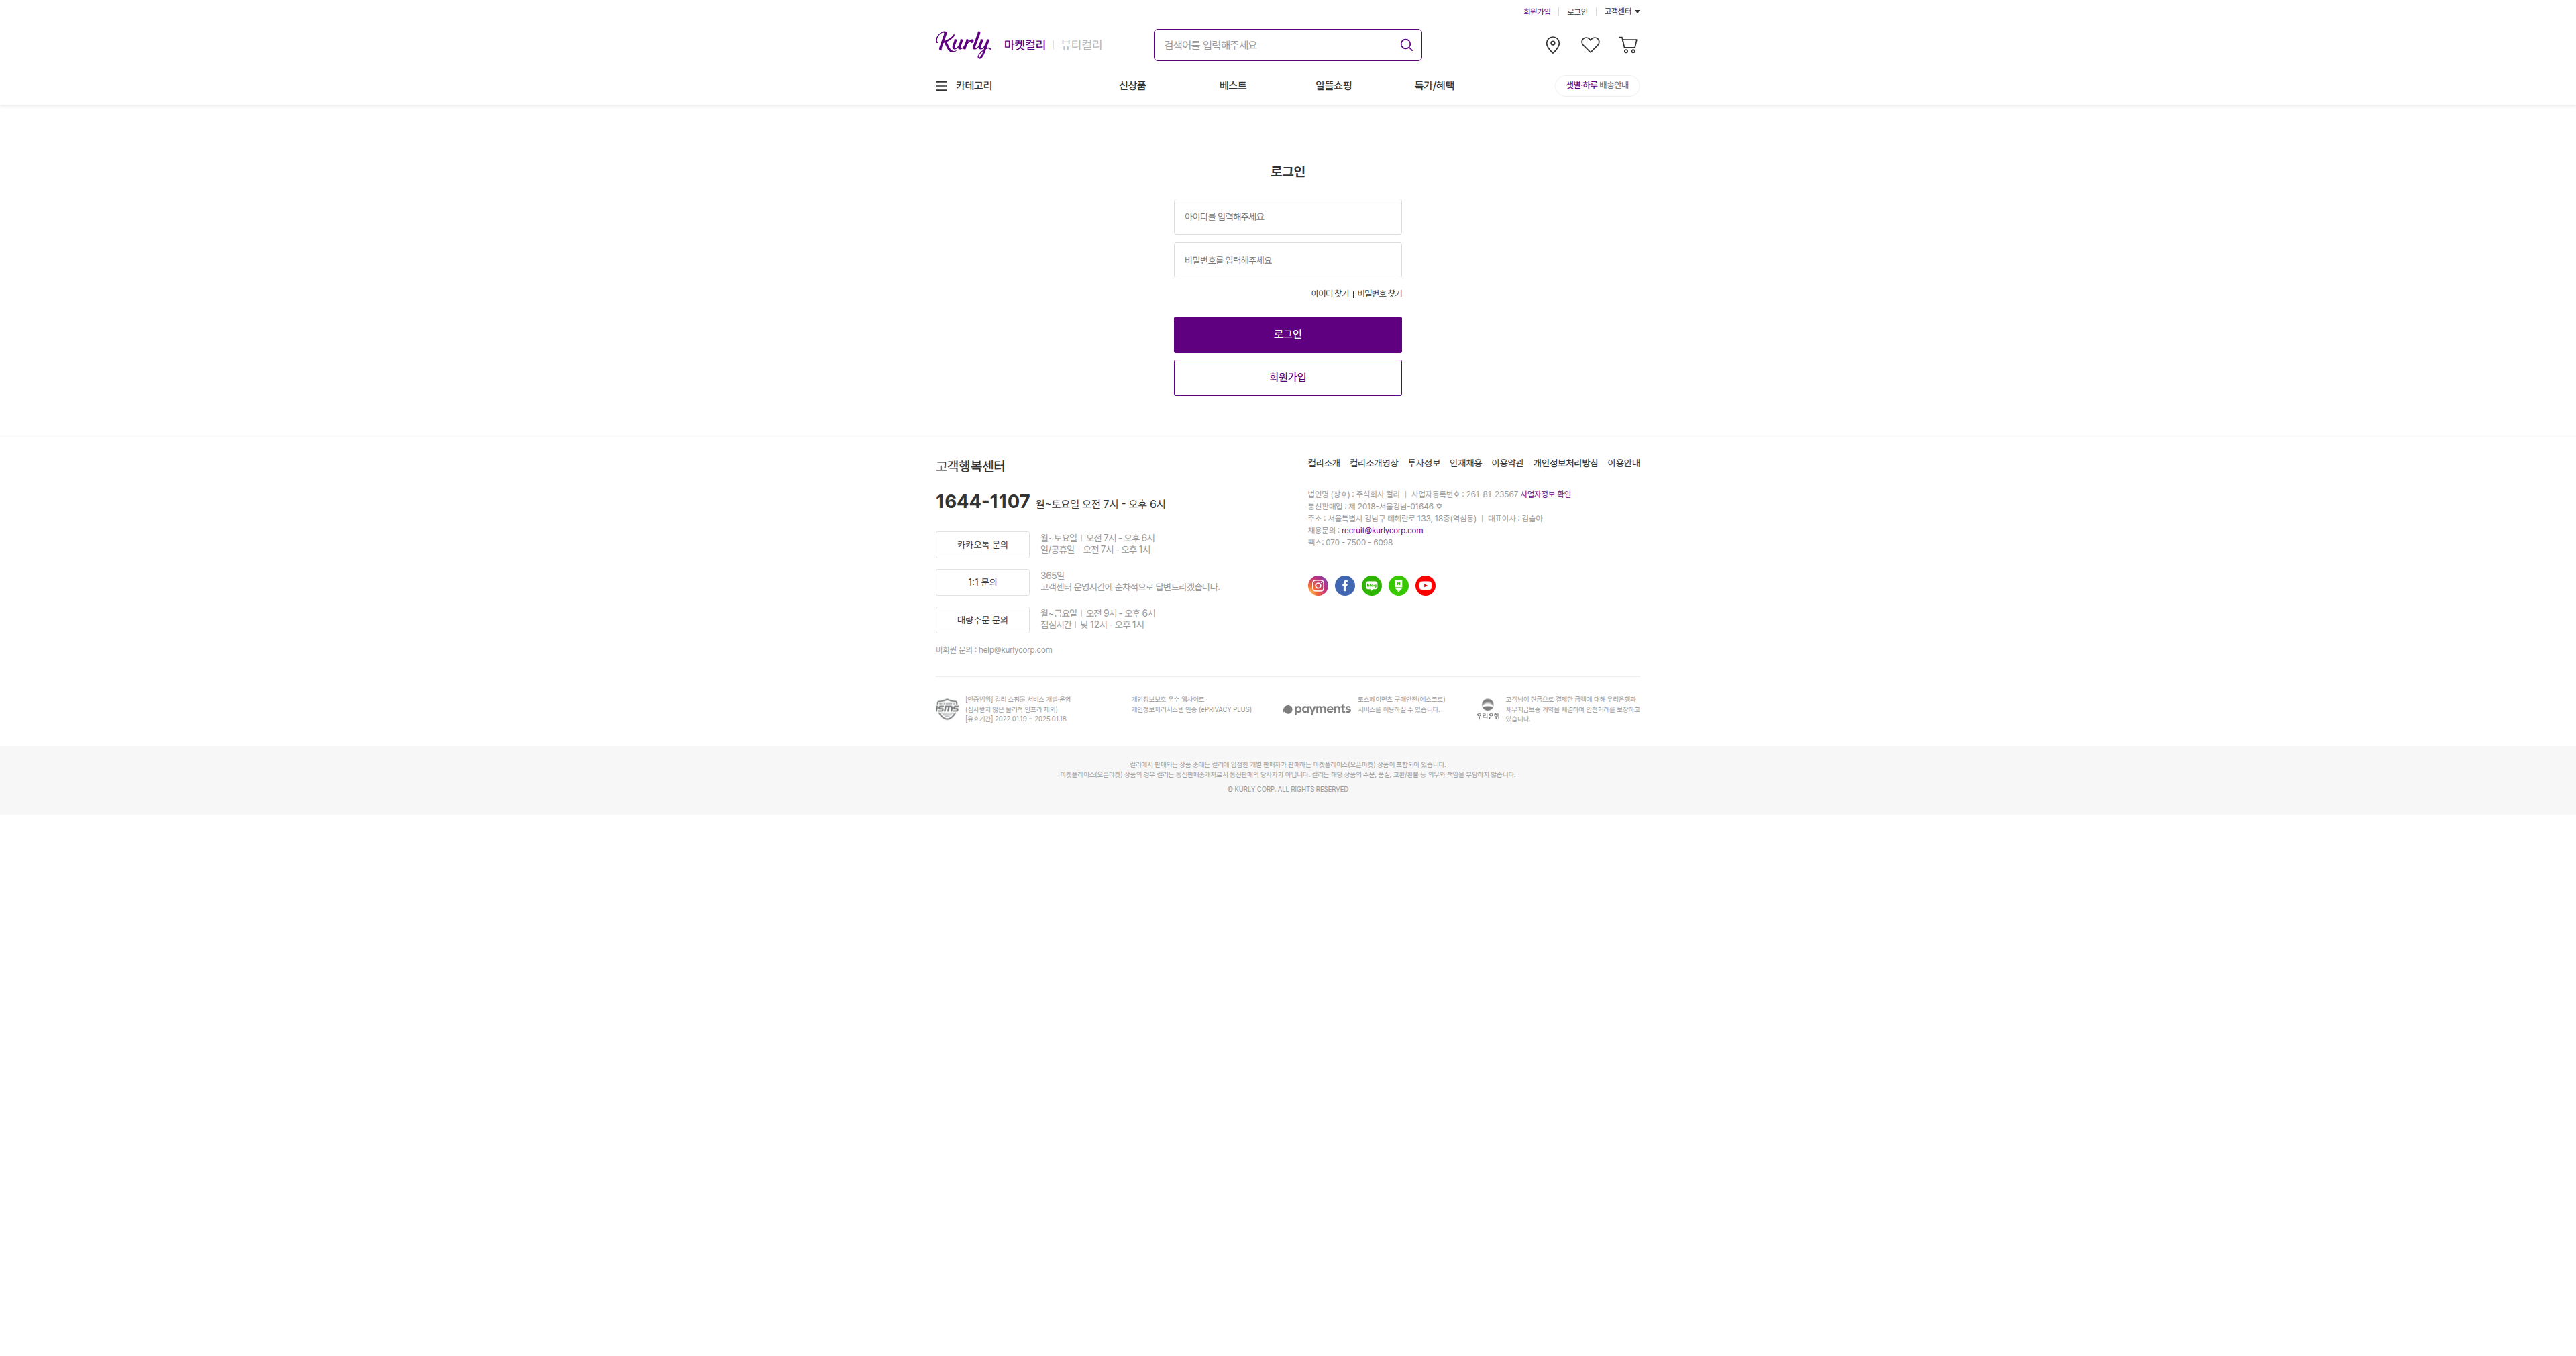 회원가입 로그인 고객센터
Kurly 마켓컬리 뷰티컬리 검색어를 입력해주세요
카테고리 신상품 베스트 알뜰쇼핑 특가/혜택 샛별·하루 배송안내
로그인
아이디를 입력해주세요
비밀번호를 입력해주세요
아이디 찾기 | 비밀번호 찾기
로그인
회원가입
고객행복센터
1644-1107 월~토요일 오전 7시 - 오후 6시
카카오톡 문의
월~토요일 | 오전 7시 - 오후 6시
일/공휴일 | 오전 7시 - 오후 1시
1:1 문의
365일
고객센터 운영시간에 순차적으로 답변드리겠습니다.
대량주문 문의
월~금요일 | 오전 9시 - 오후 6시
점심시간 | 낮 12시 - 오후 1시
비회원 문의 : help@kurlycorp.com
컬리소개 컬리소개영상 투자정보 인재채용 이용약관 개인정보처리방침 이용안내
법인명 (상호) : 주식회사 컬리 | 사업자등록번호 : 261-81-23567 사업자정보 확인
통신판매업 : 제 2018-서울강남-01646 호
주소 : 서울특별시 강남구 테헤란로 133, 18층(역삼동) | 대표이사 : 김슬아
채용문의 : recruit@kurlycorp.com
팩스: 070 - 7500 - 6098
blog
isms
[인증범위] 컬리 쇼핑몰 서비스 개발·운영
(심사받지 않은 물리적 인프라 제외)
[유효기간] 2022.01.19 ~ 2025.01.18
개인정보보호 우수 웹사이트 ·
개인정보처리시스템 인증 (ePRIVACY PLUS)
payments
토스페이먼츠 구매안전(에스크로)
서비스를 이용하실 수 있습니다.
우리은행
고객님이 현금으로 결제한 금액에 대해 우리은행과
채무지급보증 계약을 체결하여 안전거래를 보장하고
있습니다.
컬리에서 판매되는 상품 중에는 컬리에 입점한 개별 판매자가 판매하는 마켓플레이스(오픈마켓) 상품이 포함되어 있습니다.
마켓플레이스(오픈마켓) 상품의 경우 컬리는 통신판매중개자로서 통신판매의 당사자가 아닙니다. 컬리는 해당 상품의 주문, 품질, 교환/환불 등 의무와 책임을 부담하지 않습니다.
© KURLY CORP. ALL RIGHTS RESERVED